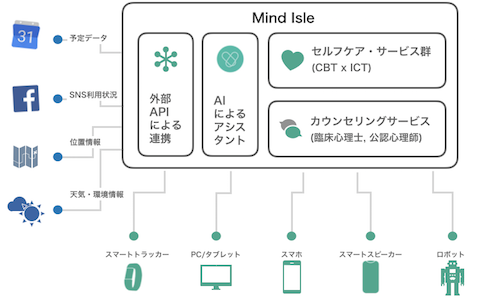 Mind Isle
31
予定データ
SNS利用状況
位置情報
天気・環境情報
外部
API
による
連携
AI
による
アシス
タント
セルフケア・サービス群
(CBT x ICT)
カウンセリングサービス
(臨床心理士, 公認心理師)
スマートトラッカー
PC/タブレット
スマホ
スマートスピーカー
ロボット